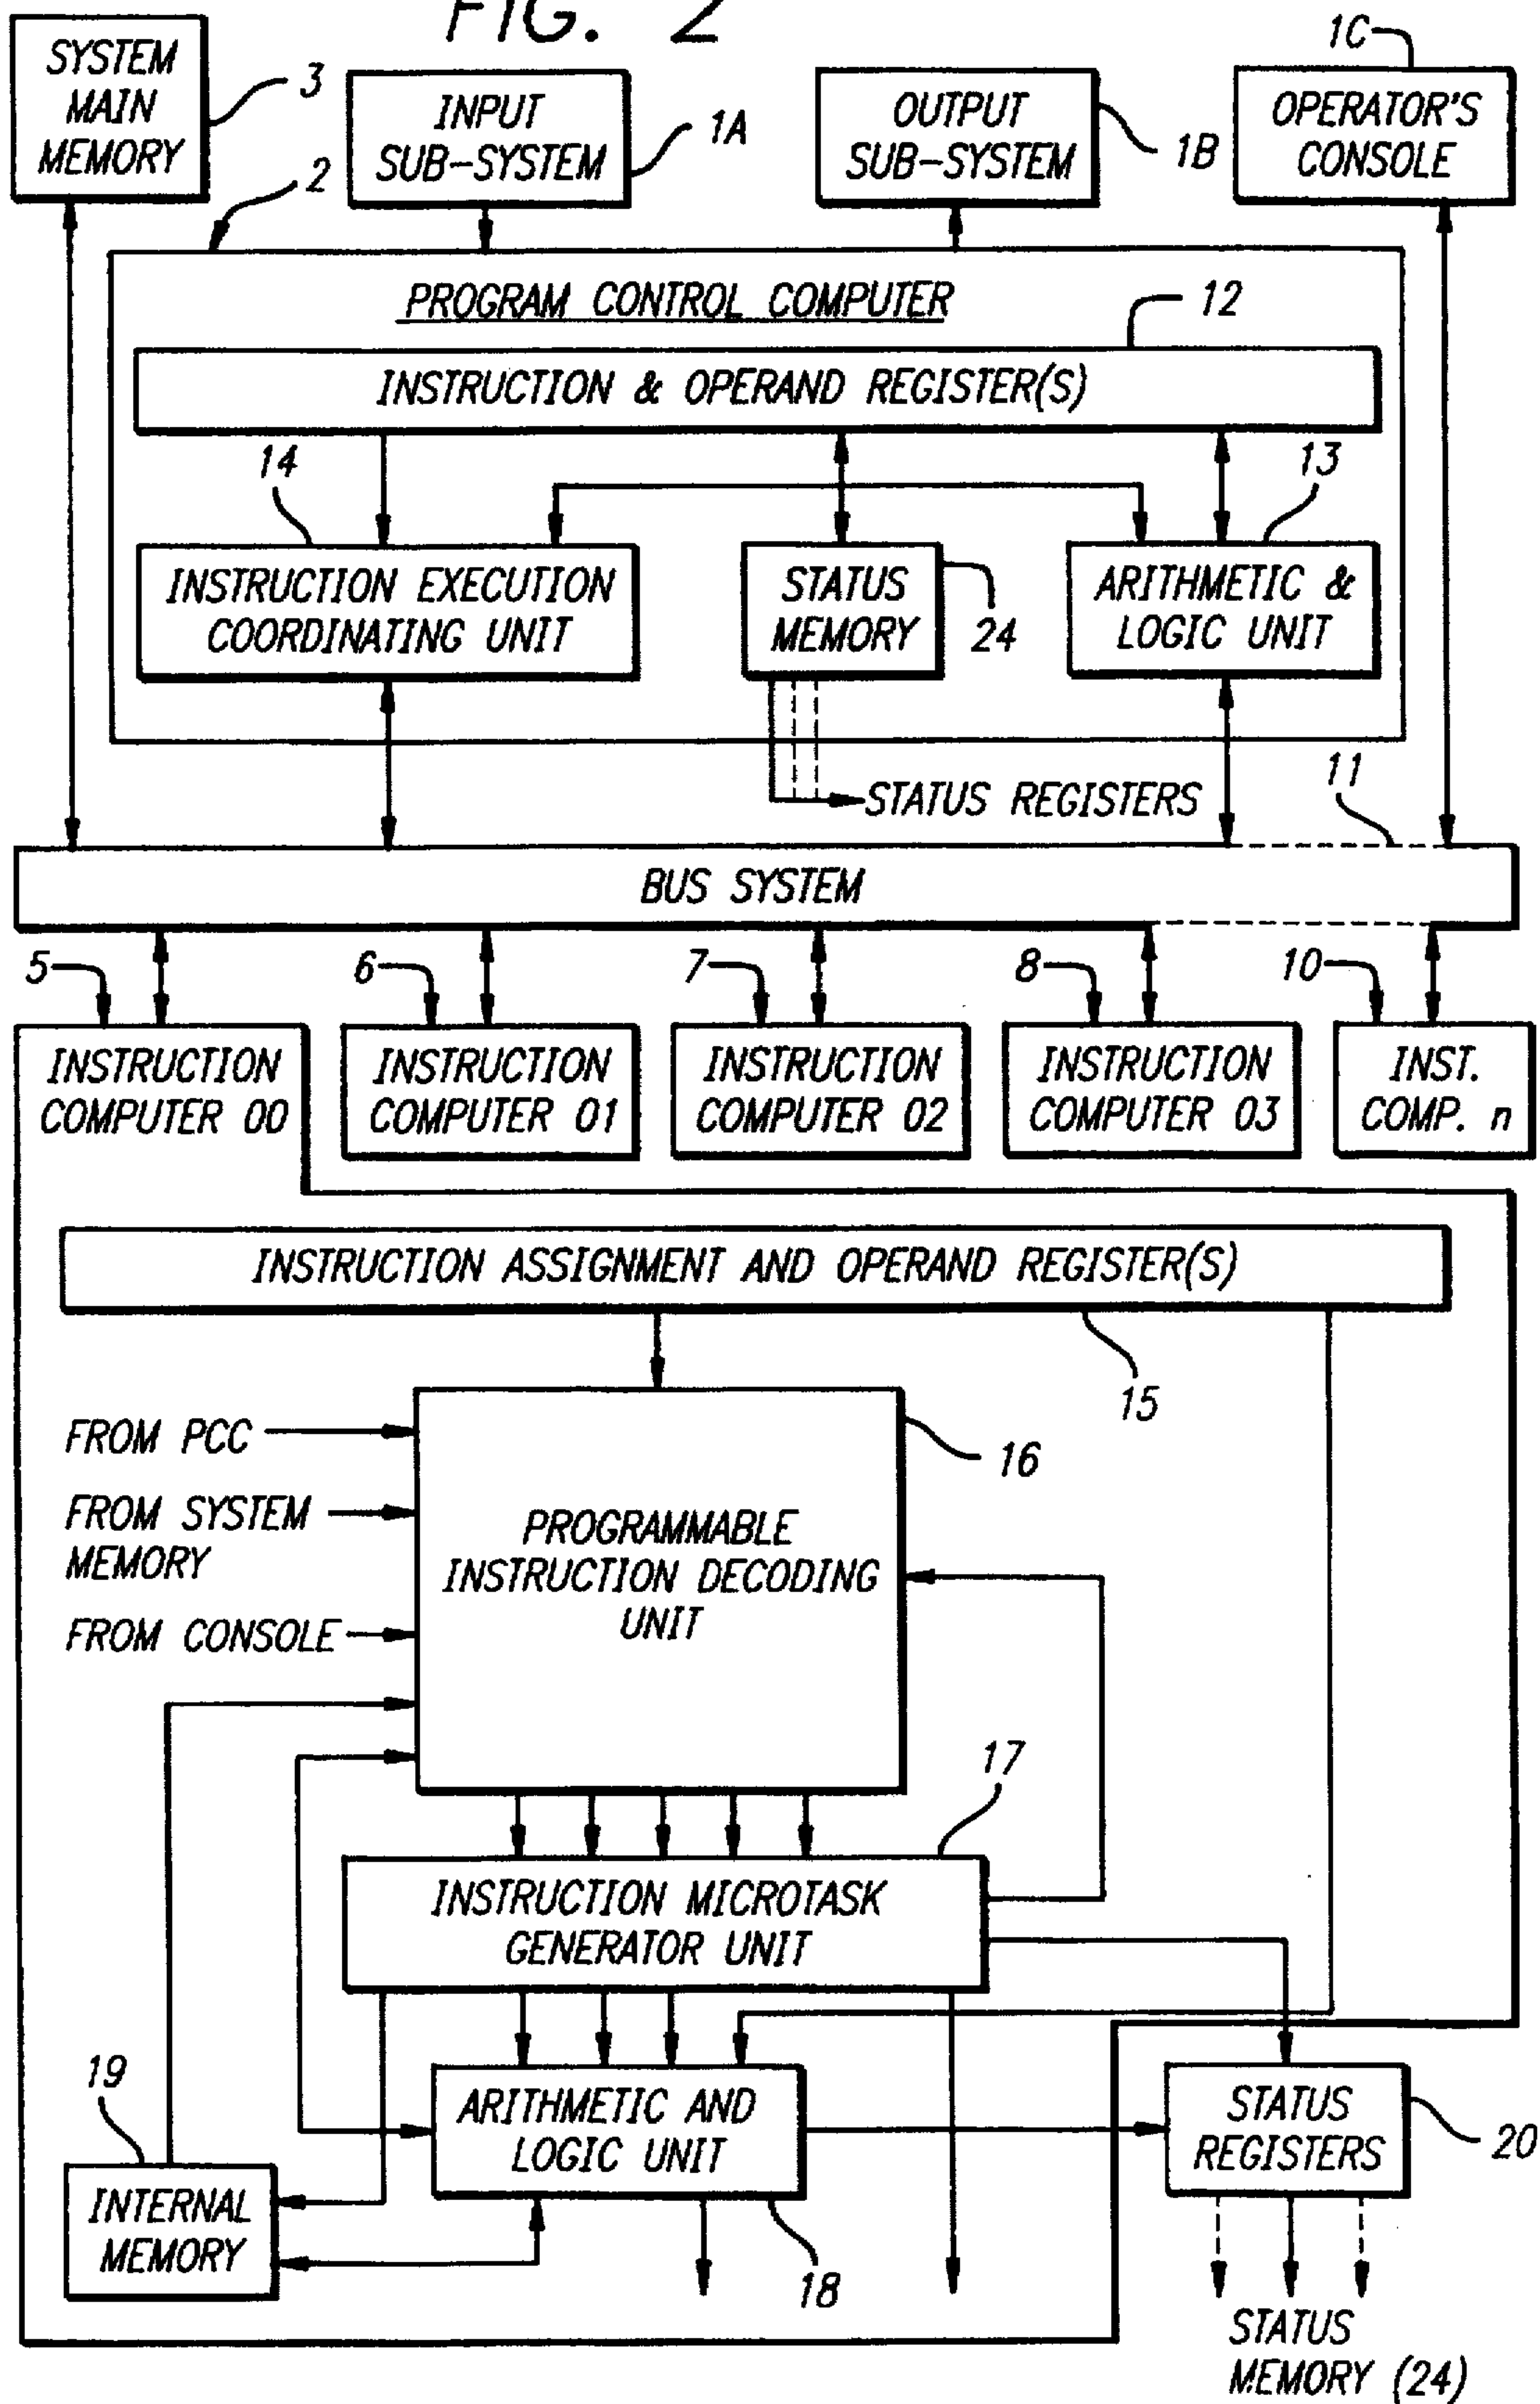 FIG. 2
SYSTEM
MAIN
MEMORY
3
INPUT
SUB-SYSTEM
1A
OUTPUT
SUB-SYSTEM
1B
1C
OPERATOR'S
CONSOLE
2
PROGRAM CONTROL COMPUTER
12
INSTRUCTION & OPERAND REGISTER(S)
14
13
INSTRUCTION EXECUTION
COORDINATING UNIT
STATUS
MEMORY
24
ARITHMETIC &
LOGIC UNIT
STATUS REGISTERS
11
BUS SYSTEM
5
6
7
8
10
INSTRUCTION
COMPUTER 00
INSTRUCTION
COMPUTER 01
INSTRUCTION
COMPUTER 02
INSTRUCTION
COMPUTER 03
INST.
COMP. n
INSTRUCTION ASSIGNMENT AND OPERAND REGISTER(S)
15
FROM PCC
16
FROM SYSTEM
MEMORY
PROGRAMMABLE
INSTRUCTION DECODING
UNIT
FROM CONSOLE
17
INSTRUCTION MICROTASK
GENERATOR UNIT
19
ARITHMETIC AND
LOGIC UNIT
STATUS
REGISTERS
20
INTERNAL
MEMORY
18
STATUS
MEMORY (24)